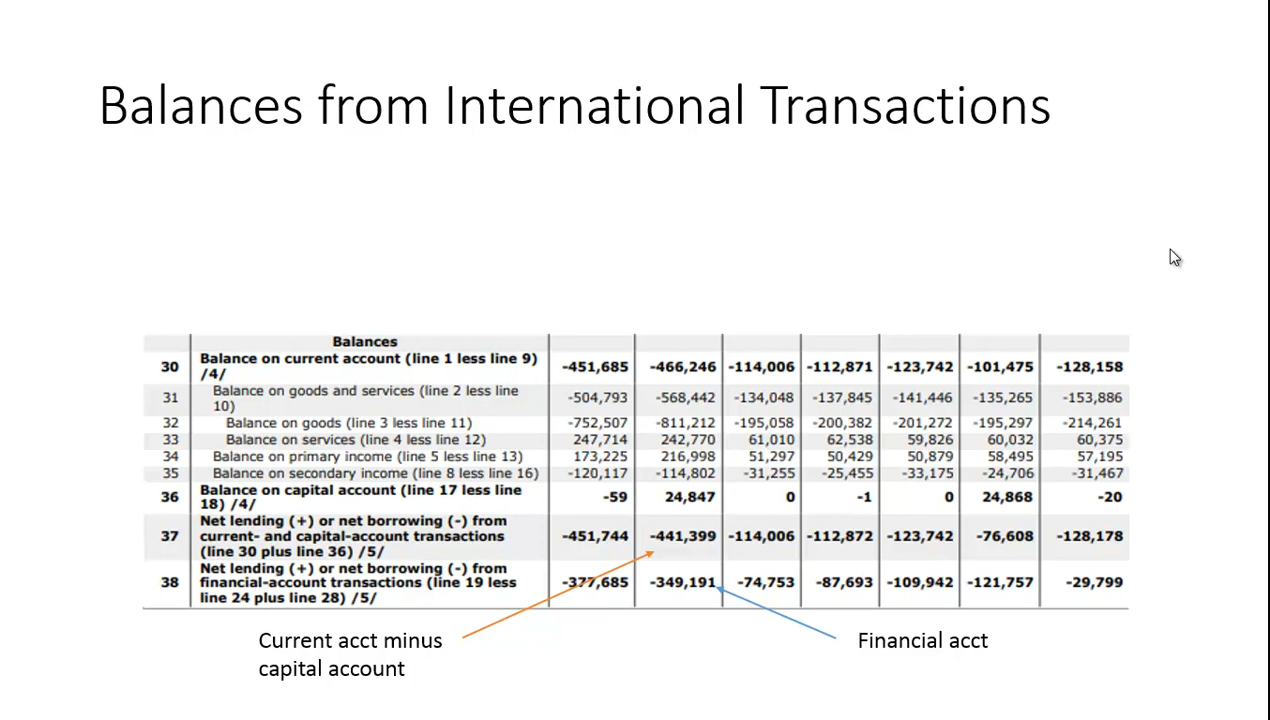 Balances from International Transactions
Balances
30 Balance on current account (line 1 less line 9) /4/ -451,685 -466,246 -114,006 -112,871 -123,742 -101,475 -128,158
31 Balance on goods and services (line 2 less line 10) -504,793 -568,442 -134,048 -137,845 -141,446 -135,265 -153,886
32 Balance on goods (line 3 less line 11) -752,507 -811,212 -195,058 -200,382 -201,272 -195,297 -214,261
33 Balance on services (line 4 less line 12) 247,714 242,770 61,010 62,538 59,826 60,032 60,375
34 Balance on primary income (line 5 less line 13) 173,225 216,998 51,297 50,429 50,879 58,495 57,195
35 Balance on secondary income (line 8 less line 16) -120,117 -114,802 -31,255 -25,455 -33,175 -24,706 -31,467
36 Balance on capital account (line 17 less line 18) /4/ -59 24,847 0 -1 0 24,868 -20
37 Net lending (+) or net borrowing (-) from current- and capital-account transactions (line 30 plus line 36) /5/ -451,744 -441,399 -114,006 -112,872 -123,742 -76,608 -128,178
38 Net lending (+) or net borrowing (-) from financial-account transactions (line 19 less line 24 plus line 28) /5/ -377,685 -349,191 -74,753 -87,693 -109,942 -121,757 -29,799
Current acct minus
capital account
Financial acct